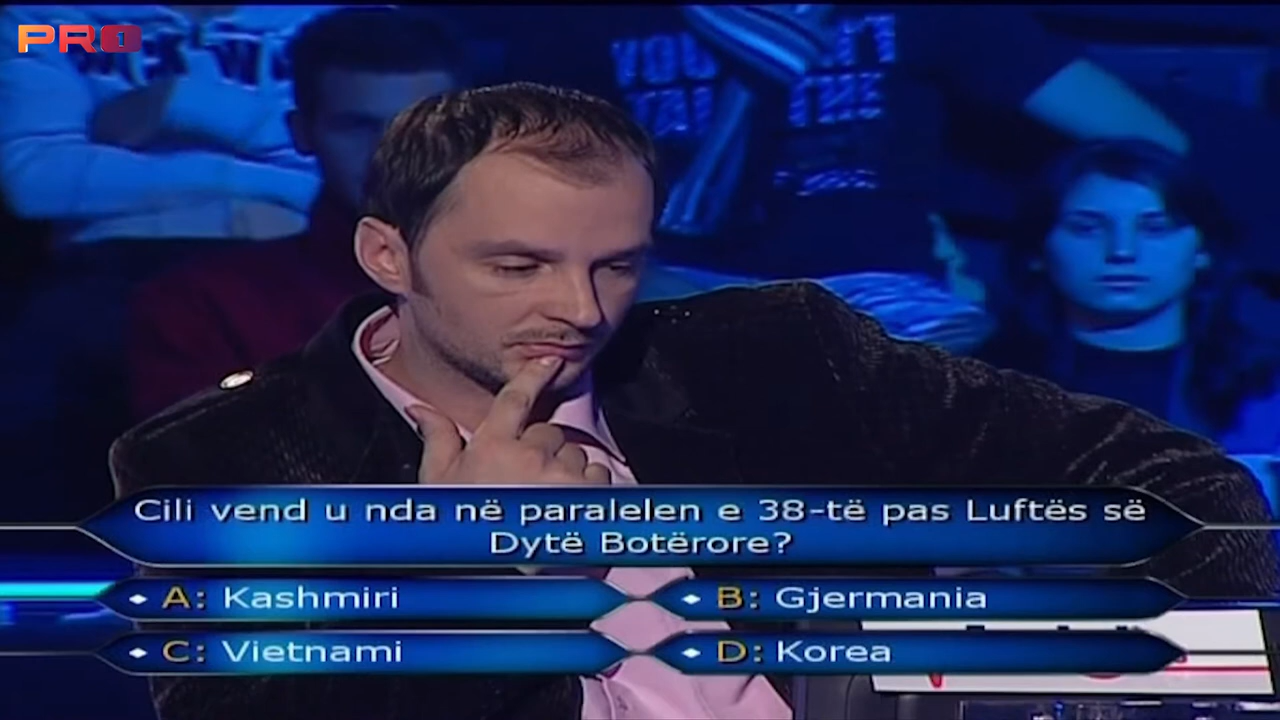 PRO1
Cili vend u nda në paralelen e 38-të pas Luftës së
Dytë Botërore?
A: Kashmiri
B: Gjermania
C: Vietnami
D: Korea